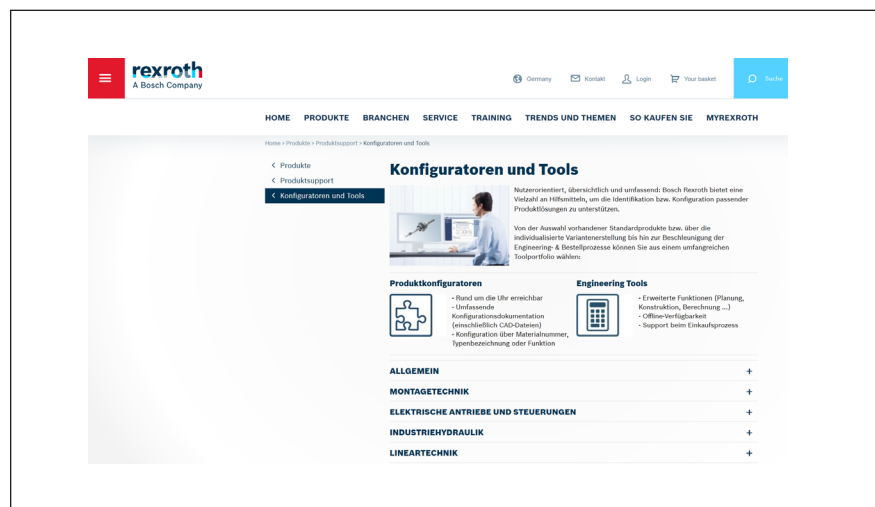 rexroth
A Bosch Company
Germany Kontakt Login Your basket Suche
HOME PRODUKTE BRANCHEN SERVICE TRAINING TRENDS UND THEMEN SO KAUFEN SIE MYREXROTH
Home > Produkte > Produktsupport > Konfiguratoren und Tools
Produkte
Produktsupport
Konfiguratoren und Tools
Konfiguratoren und Tools
Nutzerorientiert, übersichtlich und umfassend: Bosch Rexroth bietet eine
Vielzahl an Hilfsmitteln, um die Identifikation bzw. Konfiguration passender
Produktlösungen zu unterstützen.
Von der Auswahl vorhandener Standardprodukte bzw. über die
individualisierte Variantenerstellung bis hin zur Beschleunigung der
Engineering- & Bestellprozesse können Sie aus einem umfangreichen
Toolportfolio wählen:
Produktkonfiguratoren
- Rund um die Uhr erreichbar
- Umfassende
Konfigurationsdokumentation
(einschließlich CAD-Dateien)
- Konfiguration über Materialnummer,
Typenbezeichnung oder Funktion
Engineering Tools
- Erweiterte Funktionen (Planung,
Konstruktion, Berechnung ...)
- Offline-Verfügbarkeit
- Support beim Einkaufsprozess
ALLGEMEIN +
MONTAGETECHNIK +
ELEKTRISCHE ANTRIEBE UND STEUERUNGEN +
INDUSTRIEHYDRAULIK +
LINEARTECHNIK +